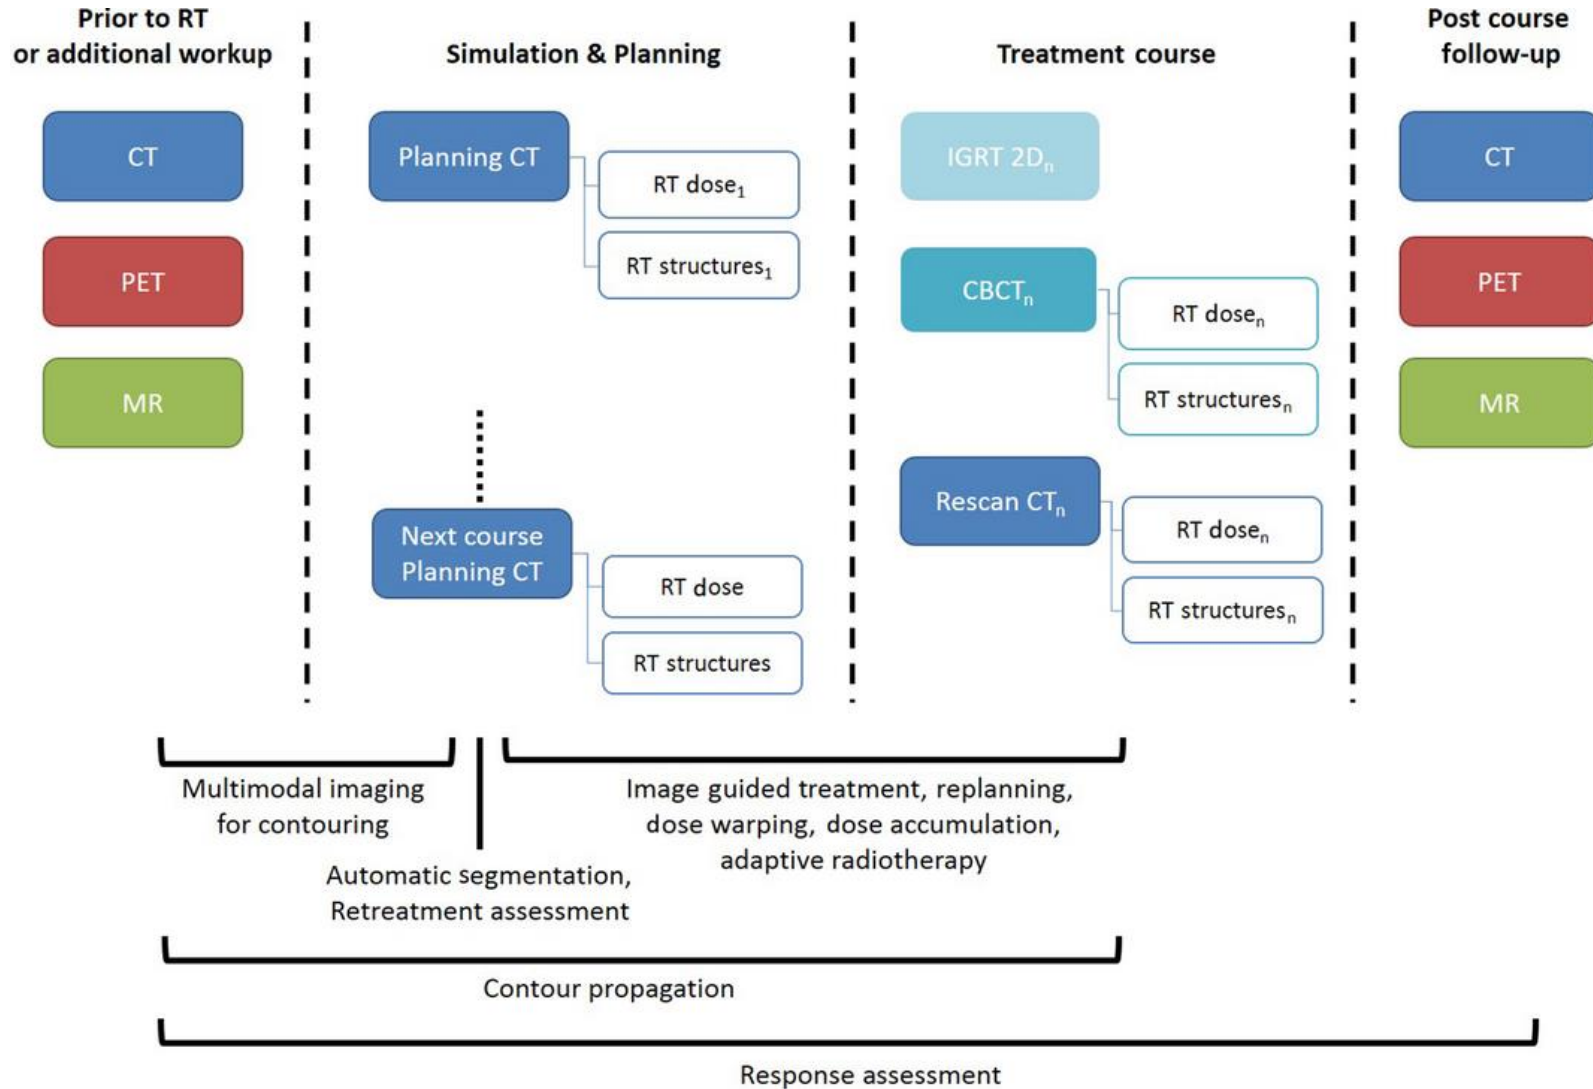 Prior to RT
or additional workup
CT
PET
MR
Simulation & Planning
Planning CT
RT dose₁
RT structures₁
Next course
Planning CT
RT dose
RT structures
Treatment course
IGRT 2Dₙ
CBCTₙ
RT doseₙ
RT structuresₙ
Rescan CTₙ
RT doseₙ
RT structuresₙ
Post course
follow-up
CT
PET
MR
Multimodal imaging
for contouring
Automatic segmentation,
Retreatment assessment
Image guided treatment, replanning,
dose warping, dose accumulation,
adaptive radiotherapy
Contour propagation
Response assessment